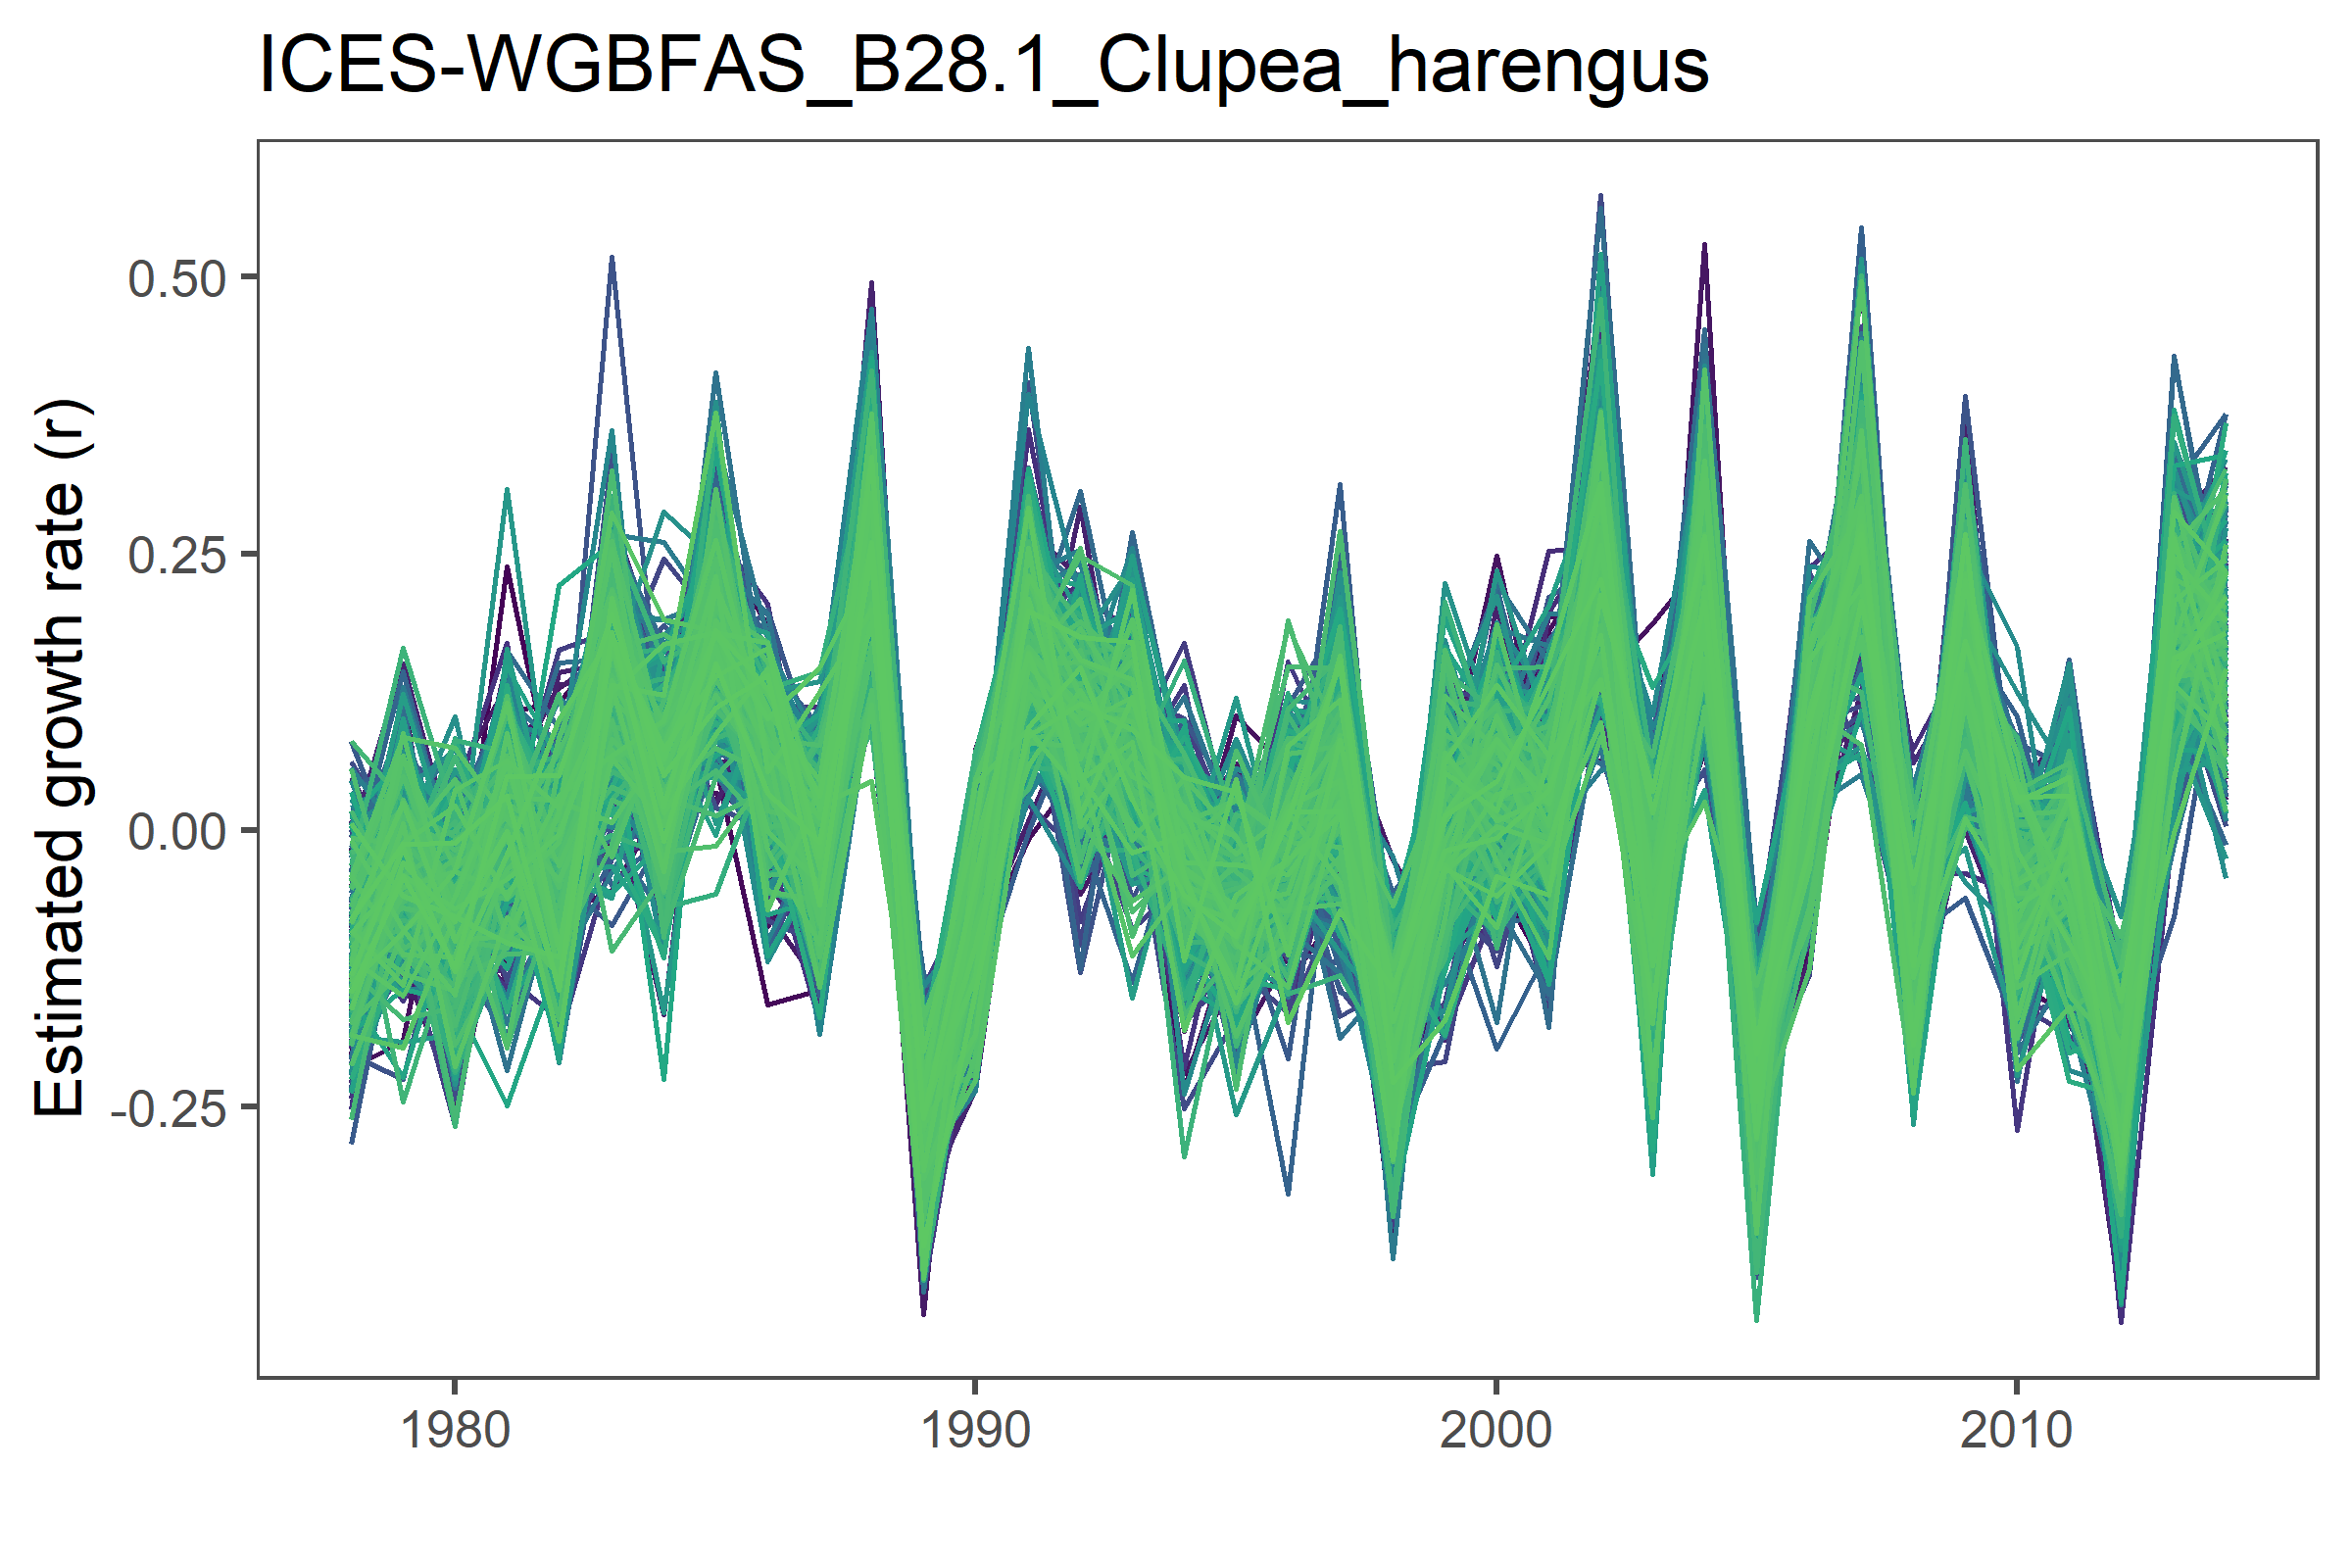 ICES-WGBFAS_B28.1_Clupea_harengus
Estimated growth rate (r)
0.50
0.25
0.00
-0.25
1980 1990 2000 2010